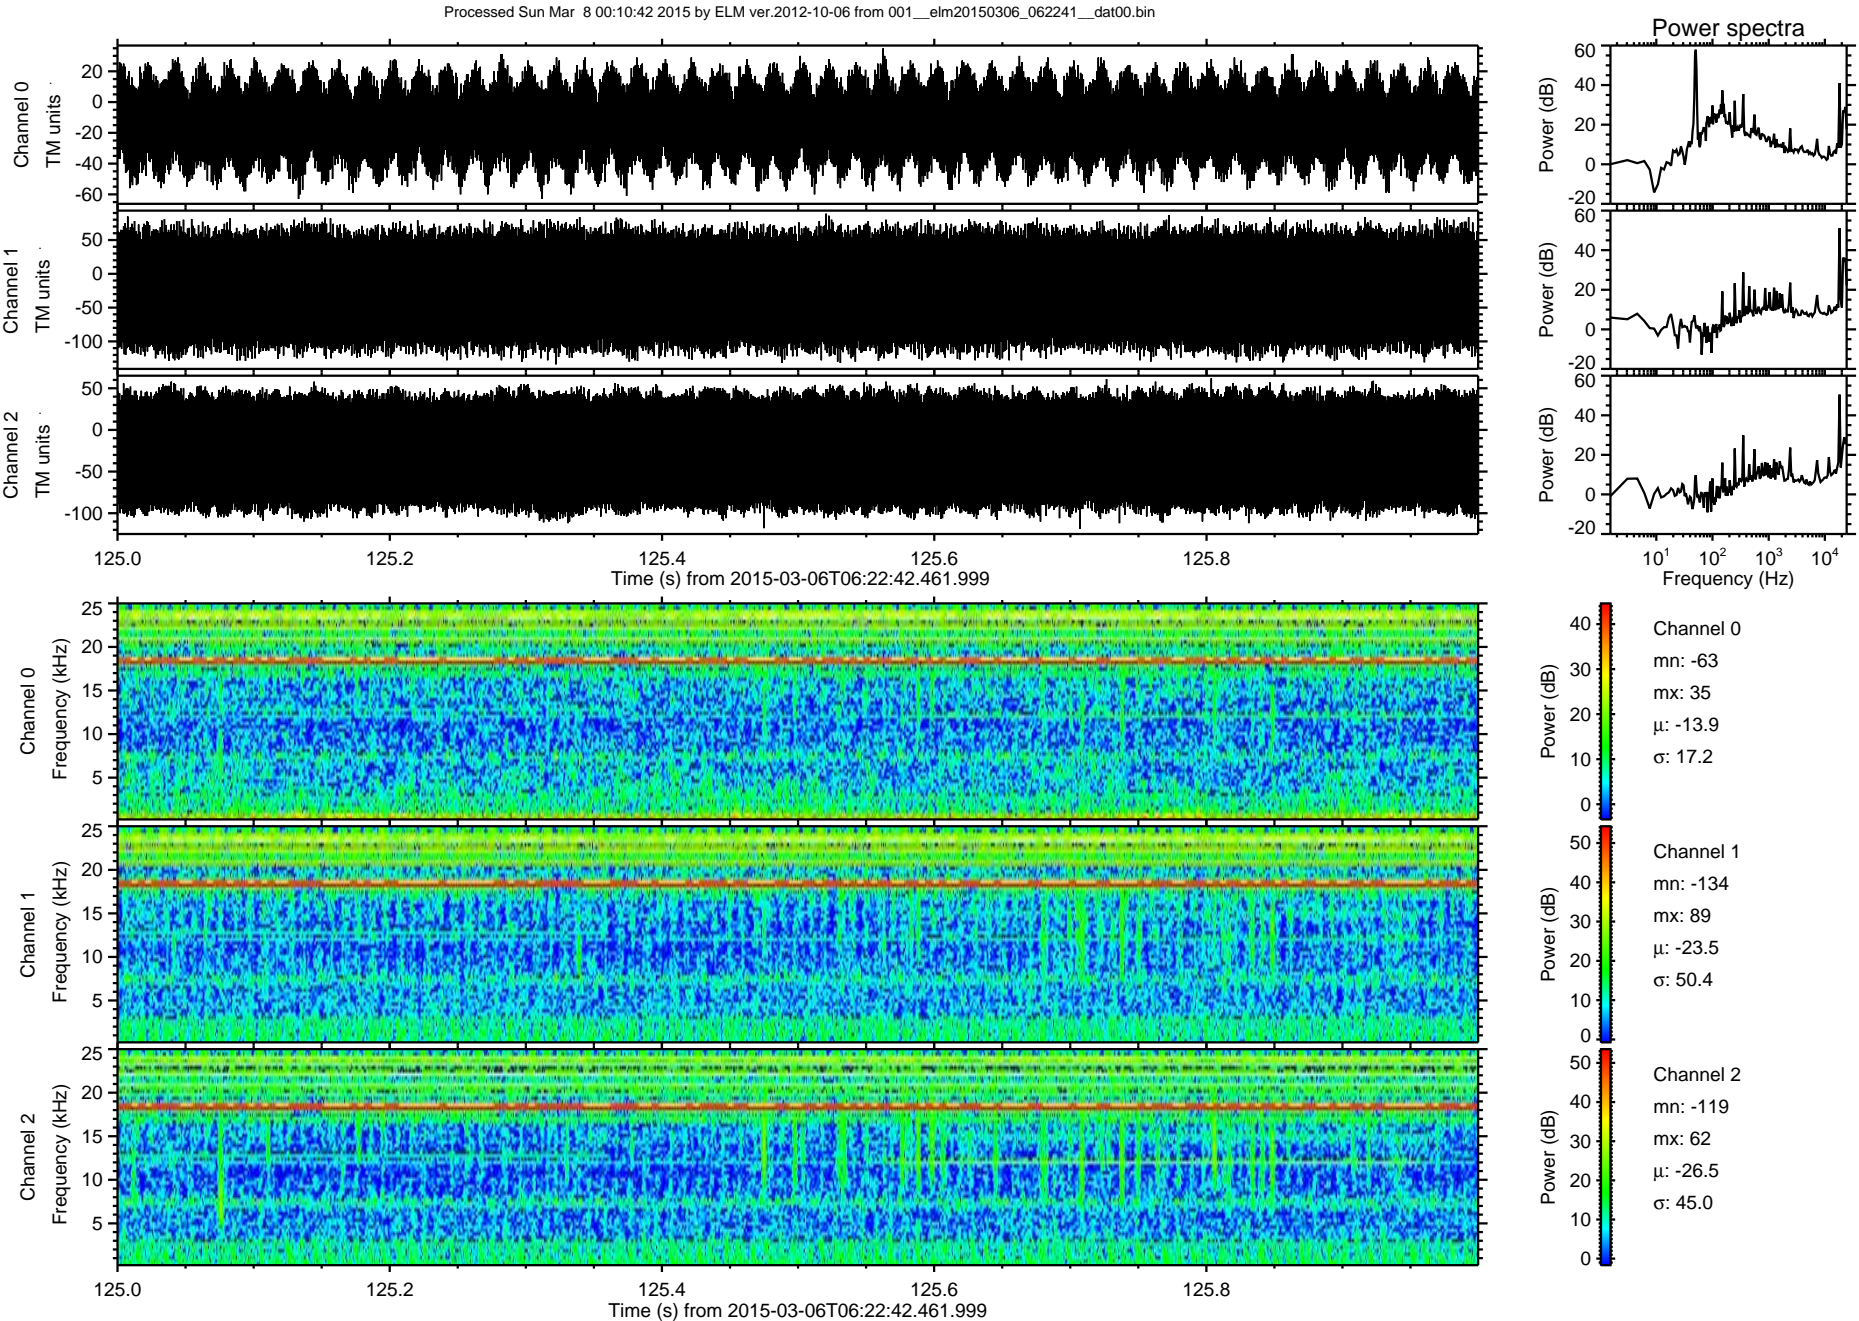 Processed Sun Mar  8 00:10:42 2015 by ELM ver.2012-10-06 from 001__elm20150306_062241__dat00.bin
Power spectra
Channel 0
TM units
20
0
-20
-40
-60
Power (dB)
60
40
20
0
-20
Channel 1
TM units
50
0
-50
-100
Power (dB)
60
40
20
0
-20
Channel 2
TM units
50
0
-50
-100
Power (dB)
60
40
20
0
-20
125.0 125.2 125.4 125.6 125.8
Time (s) from 2015-03-06T06:22:42.461.999
10^1 10^2 10^3 10^4
Frequency (Hz)
Channel 0
Frequency (kHz)
25
20
15
10
5
Power (dB)
40
30
20
10
0
Channel 0
mn: -63
mx: 35
μ: -13.9
σ: 17.2
Channel 1
Frequency (kHz)
25
20
15
10
5
Power (dB)
50
40
30
20
10
0
Channel 1
mn: -134
mx: 89
μ: -23.5
σ: 50.4
Channel 2
Frequency (kHz)
25
20
15
10
5
Power (dB)
50
40
30
20
10
0
Channel 2
mn: -119
mx: 62
μ: -26.5
σ: 45.0
125.0 125.2 125.4 125.6 125.8
Time (s) from 2015-03-06T06:22:42.461.999